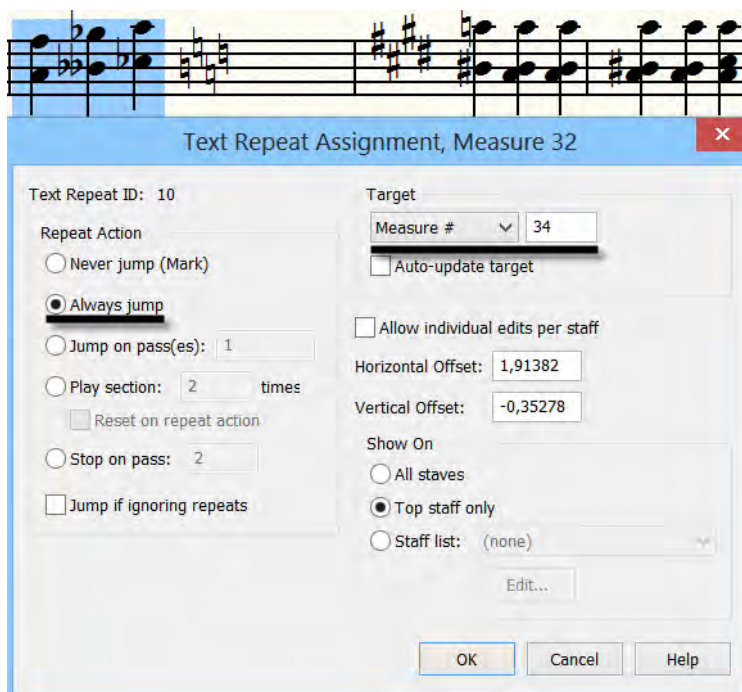 Text Repeat Assignment, Measure 32
Text Repeat ID: 10
Repeat Action
Never jump (Mark)
Always jump
Jump on pass(es): 1
Play section: 2 times
Reset on repeat action
Stop on pass: 2
Jump if ignoring repeats
Target
Measure # 34
Auto-update target
Allow individual edits per staff
Horizontal Offset: 1,91382
Vertical Offset: -0,35278
Show On
All staves
Top staff only
Staff list: (none)
Edit...
OK Cancel Help